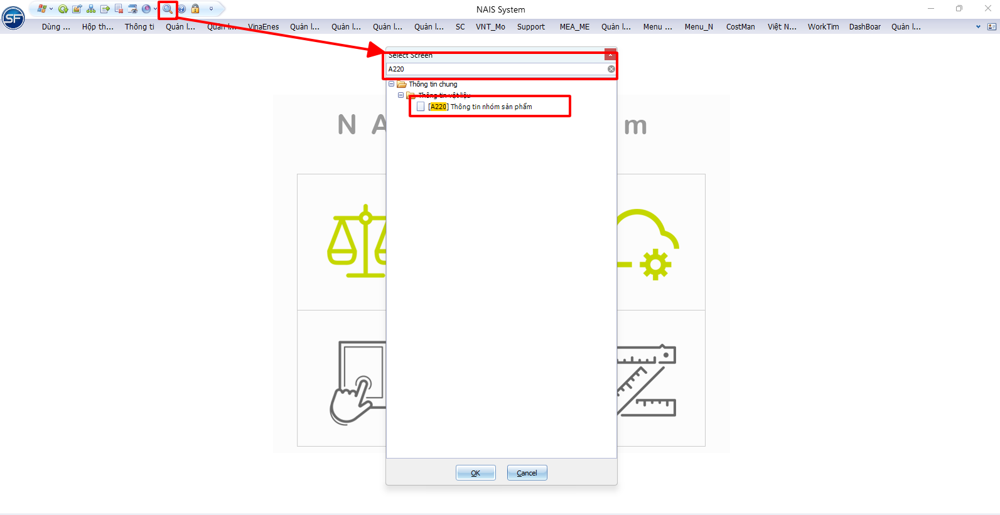 NAIS System
SF
Dùng ... Hộp th... Thông ti Quản l... Quản l... VinaEnes Quản l... Quản l... Quản l... Quản l... SC VNT_Mo Support MEA_ME Quản l... Menu ... Menu_N CostMan Việt N... WorkTim DashBoar Quản l...
Select Screen
A220
Thông tin chung
Thông tin vật liệu
[A220] Thông tin nhóm sản phẩm
N A m
OK Cancel